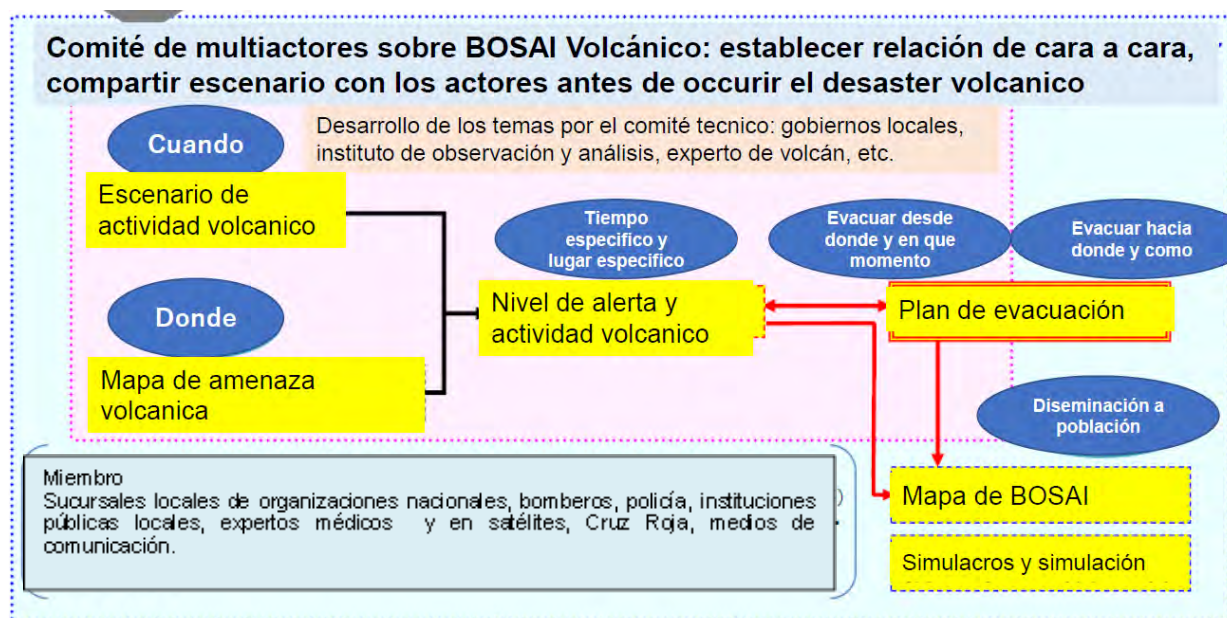 Comité de multiactores sobre BOSAI Volcánico: establecer relación de cara a cara,
compartir escenario con los actores antes de occurir el desaster volcanico
Cuando
Desarrollo de los temas por el comité tecnico: gobiernos locales,
instituto de observación y análisis, experto de volcán, etc.
Escenario de
actividad volcanico
Tiempo
especifico y
lugar especifico
Evacuar desde
donde y en que
momento
Evacuar hacia
donde y como
Donde
Nivel de alerta y
actividad volcanico
Plan de evacuación
Mapa de amenaza
volcanica
Diseminación a
población
Miembro
Sucursales locales de organizaciones nacionales, bomberos, policía, instituciones
públicas locales, expertos médicos y en satélites, Cruz Roja, medios de
comunicación.
Mapa de BOSAI
Simulacros y simulación